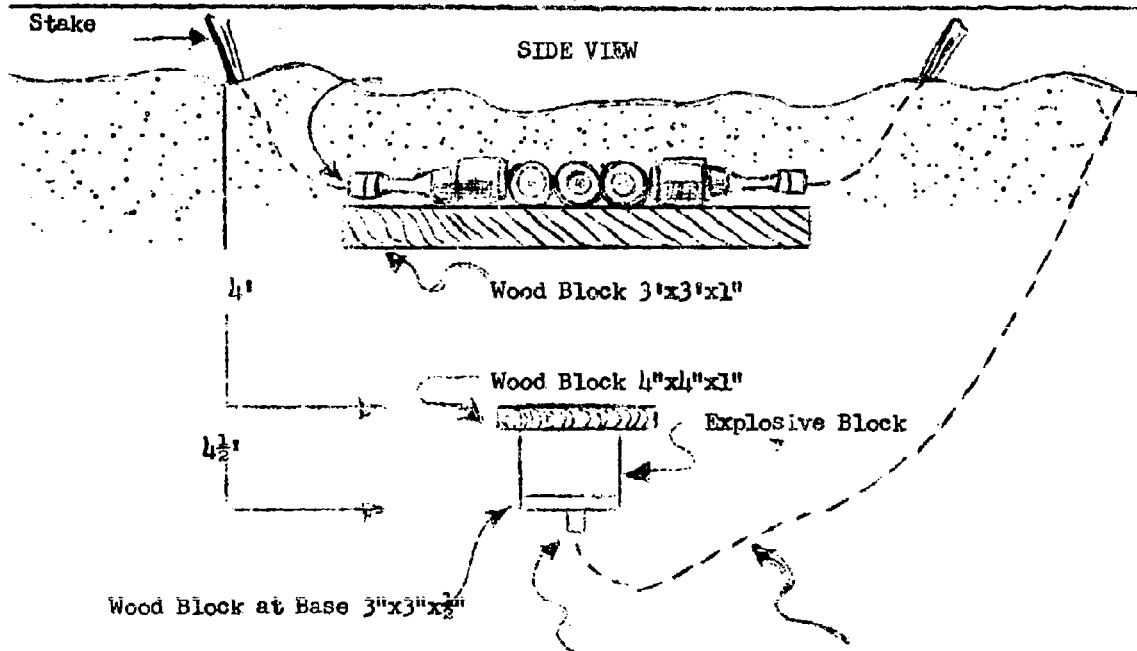 Stake
SIDE VIEW
4'
Wood Block 3'x3'x1"
Wood Block 4"x4"x1"
Explosive Block
4½'
Wood Block at Base 3"x3"x½"